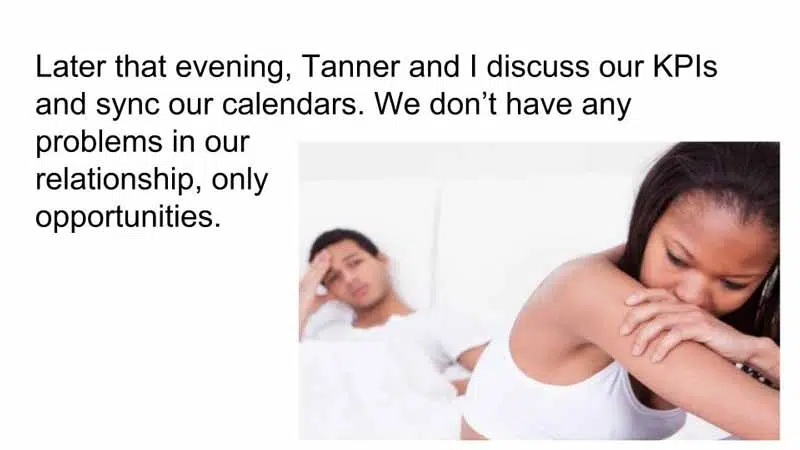 Later that evening, Tanner and I discuss our KPIs
and sync our calendars. We don’t have any
problems in our
relationship, only
opportunities.